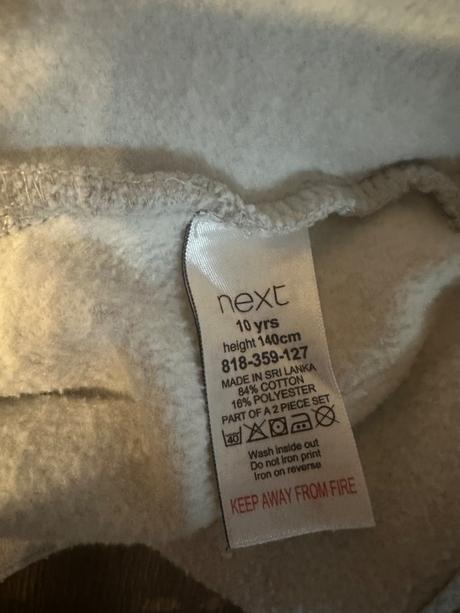 next
10 yrs
height 140cm
818-359-127
MADE IN SRI LANKA
84% COTTON
16% POLYESTER
PART OF A 2 PIECE SET
40
Wash inside out
Do not Iron print
Iron on reverse
KEEP AWAY FROM FIRE